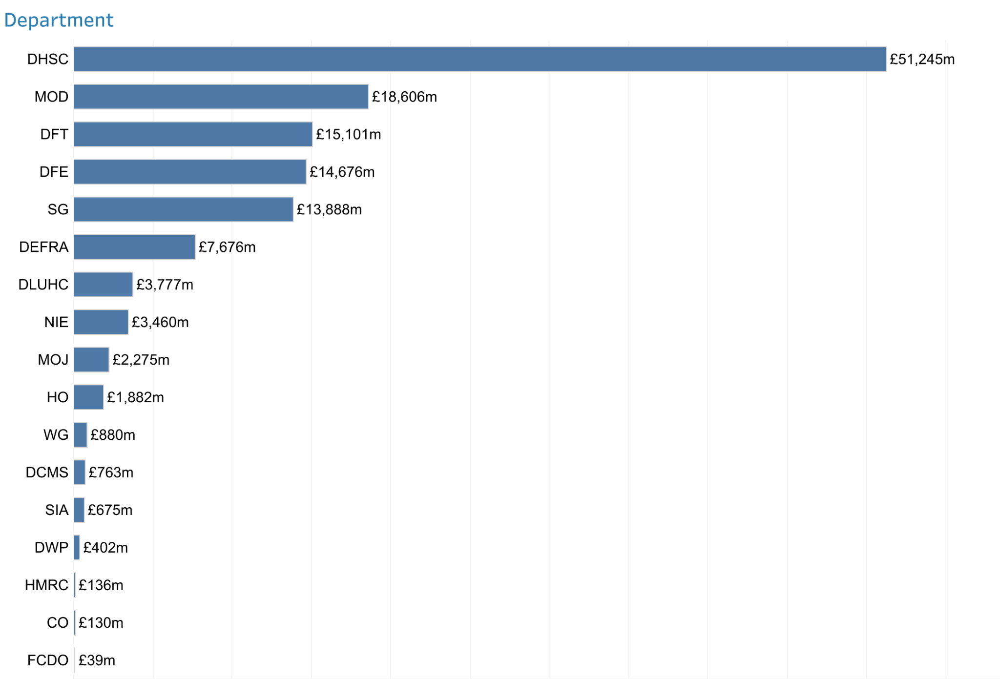 Department
DHSC £51,245m
MOD £18,606m
DFT £15,101m
DFE £14,676m
SG £13,888m
DEFRA £7,676m
DLUHC £3,777m
NIE £3,460m
MOJ £2,275m
HO £1,882m
WG £880m
DCMS £763m
SIA £675m
DWP £402m
HMRC £136m
CO £130m
FCDO £39m